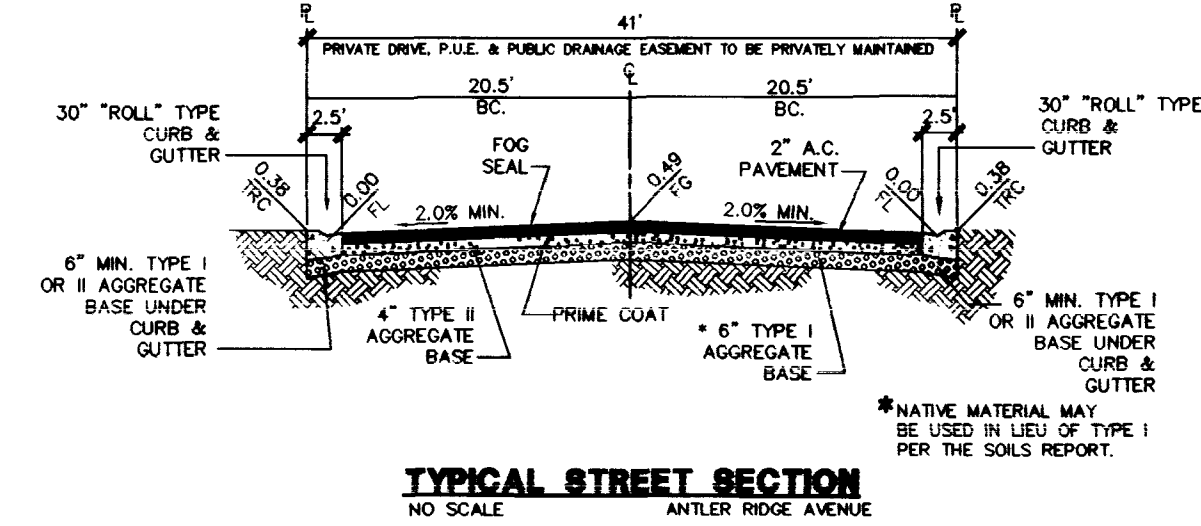 PL
PL
41'
PRIVATE DRIVE, P.U.E. & PUBLIC DRAINAGE EASEMENT TO BE PRIVATELY MAINTAINED
CL
20.5'
BC.
20.5'
BC.
30" "ROLL" TYPE
CURB &
GUTTER
2.5'
2.5'
30" "ROLL" TYPE
CURB &
GUTTER
FOG
SEAL
2" A.C.
PAVEMENT
0.38
TRC
0.00
FL
0.49
FG
0.00
FL
0.38
TRC
2.0% MIN.
2.0% MIN.
6" MIN. TYPE I
OR II AGGREGATE
BASE UNDER
CURB &
GUTTER
4" TYPE II
AGGREGATE
BASE
PRIME COAT
* 6" TYPE I
AGGREGATE
BASE
6" MIN. TYPE I
OR II AGGREGATE
BASE UNDER
CURB &
GUTTER
*NATIVE MATERIAL MAY
BE USED IN LIEU OF TYPE I
PER THE SOILS REPORT.
TYPICAL STREET SECTION
NO SCALE ANTLER RIDGE AVENUE